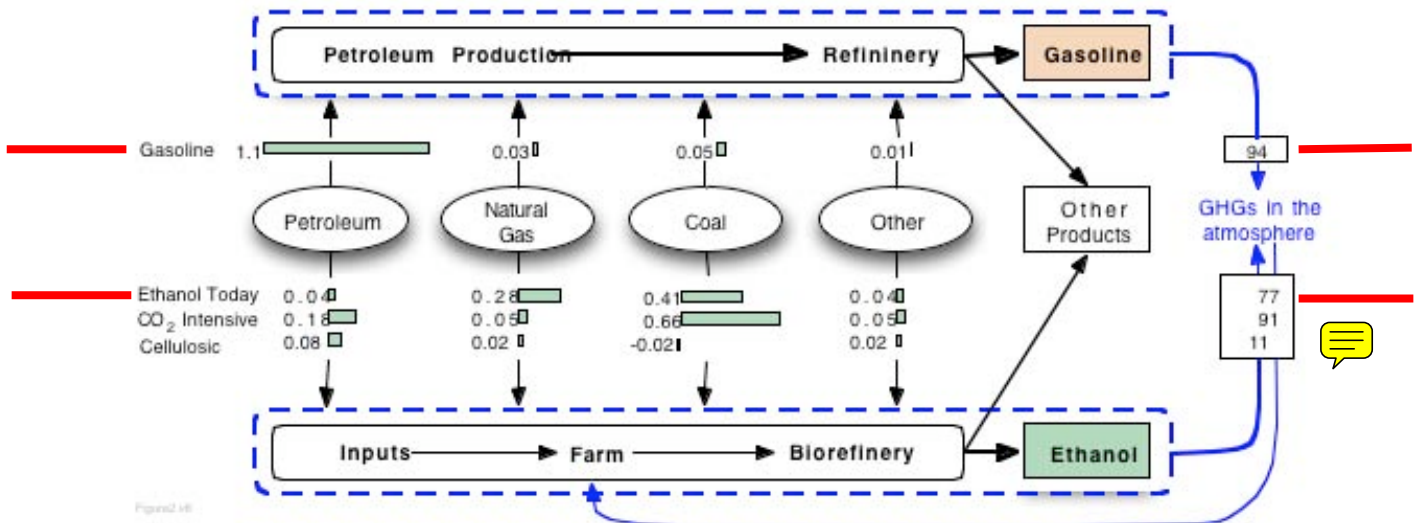 Petroleum Production Refininery Gasoline
Gasoline 1.1 0.03 0.05 0.01 94
Petroleum Natural Gas Coal Other Other Products GHGs in the atmosphere
Ethanol Today 0.04 0.28 0.41 0.04 77
CO2 Intensive 0.18 0.05 0.66 0.05 91
Cellulosic 0.08 0.02 -0.02 0.02 11
Inputs Farm Biorefinery Ethanol
Figure2.v8